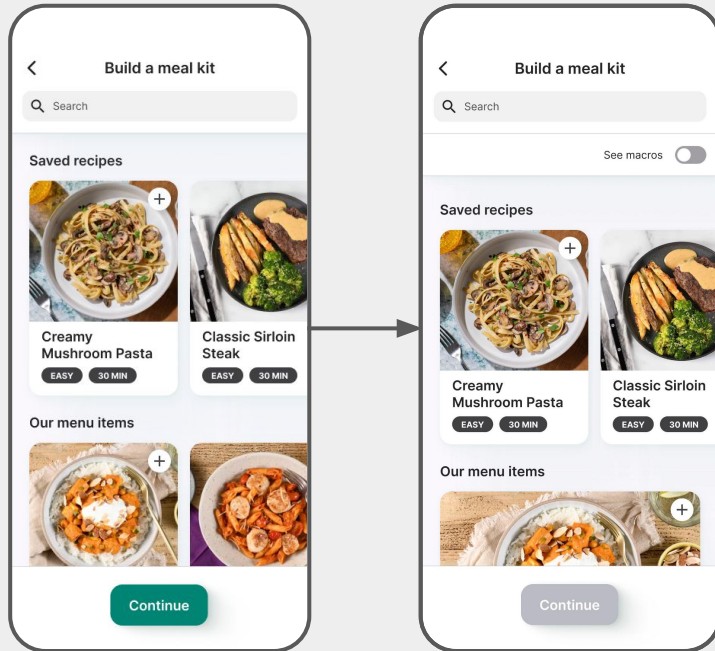 Build a meal kit
Search
Saved recipes
Creamy
Mushroom Pasta
EASY 30 MIN
Classic Sirloin
Steak
EASY 30 MIN
Our menu items
Continue
Build a meal kit
Search
See macros
Saved recipes
Creamy
Mushroom Pasta
EASY 30 MIN
Classic Sirloin
Steak
EASY 30 MIN
Our menu items
Continue